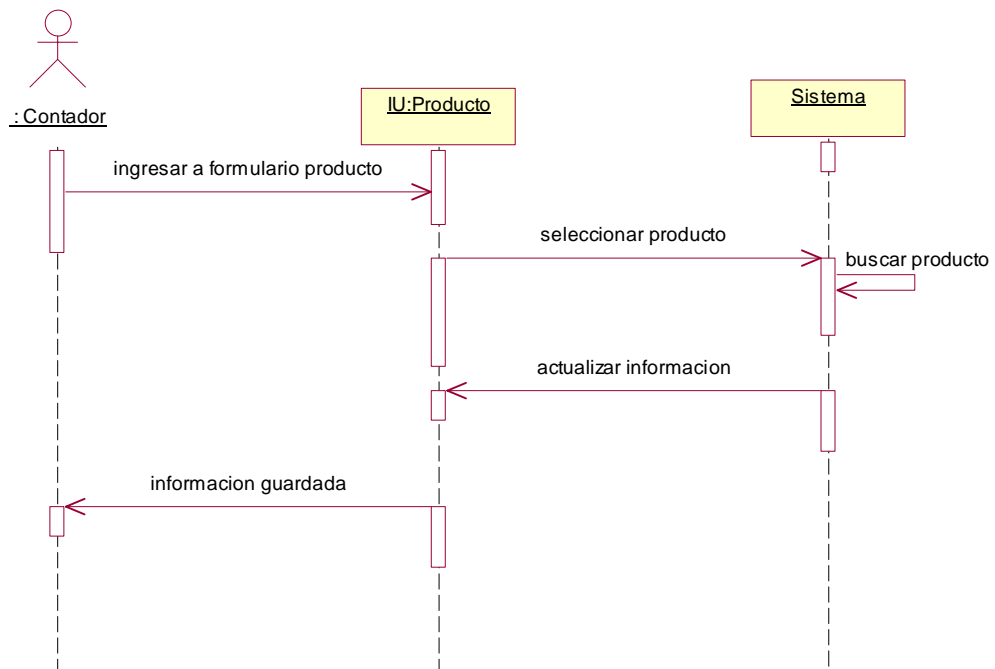 : Contador
IU:Producto
Sistema
ingresar a formulario producto
seleccionar producto
buscar producto
actualizar informacion
informacion guardada